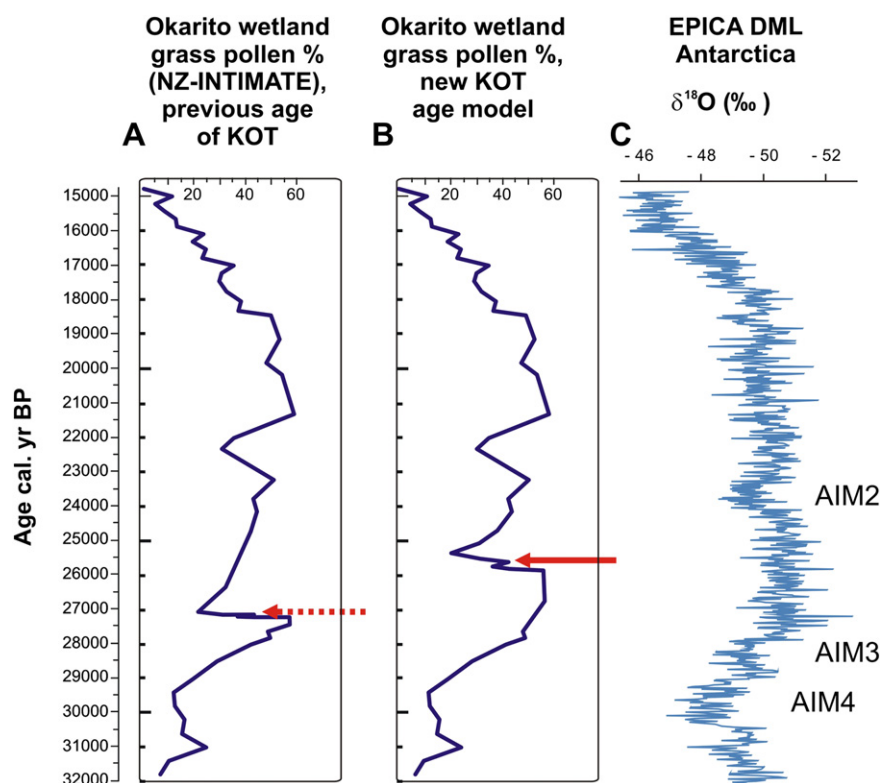 Okarito wetland
grass pollen %
(NZ-INTIMATE),
previous age
of KOT
A
Okarito wetland
grass pollen %,
new KOT
age model
B
EPICA DML
Antarctica
δ18O (‰ )
C
- 46 - 48 - 50 - 52
20 40 60
20 40 60
Age cal. yr BP
15000
16000
17000
18000
19000
20000
21000
22000
23000
24000
25000
26000
27000
28000
29000
30000
31000
32000
AIM2
AIM3
AIM4